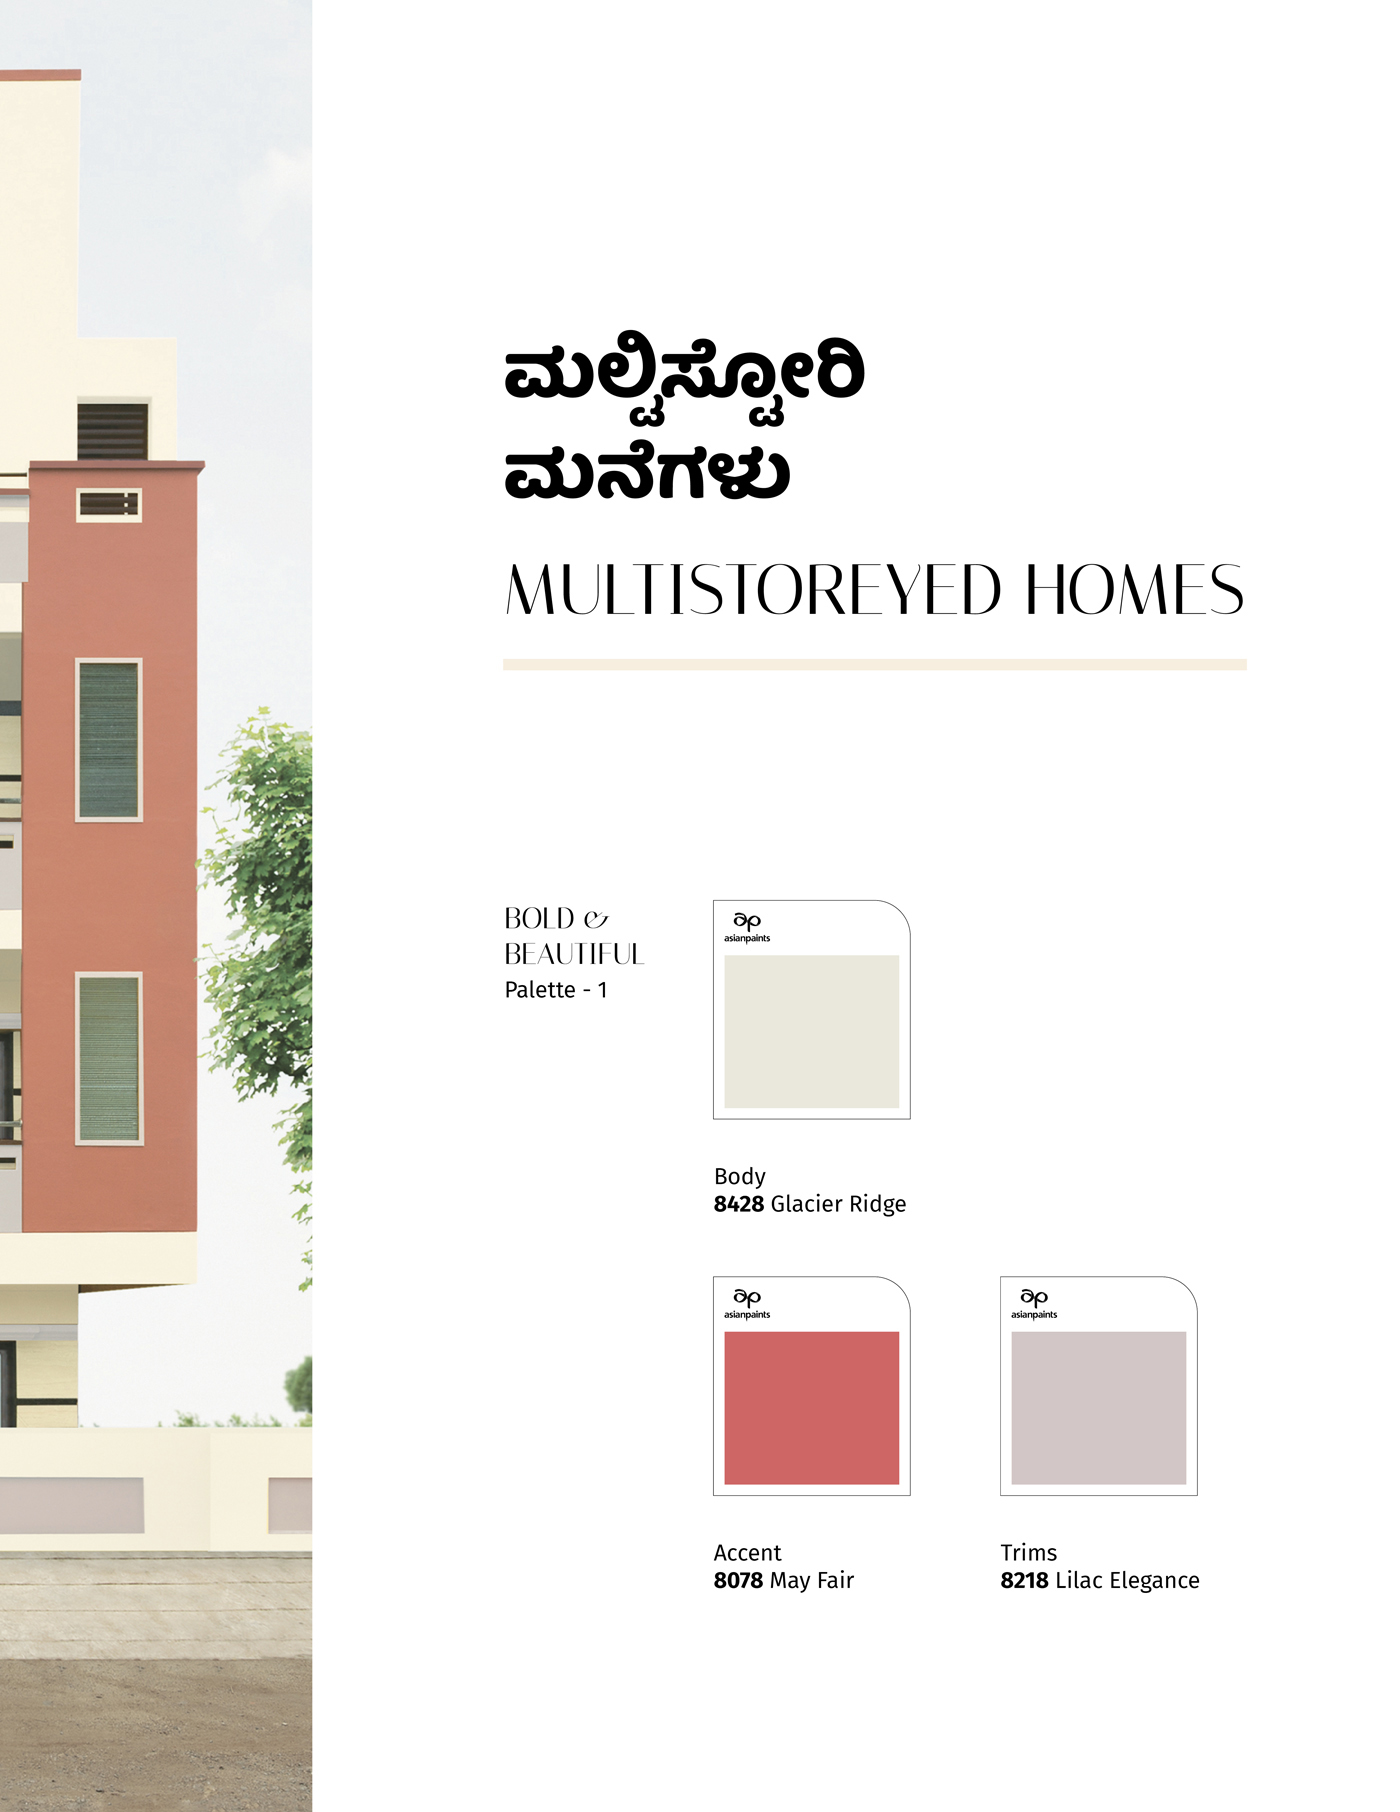 ಮಲ್ಟಿಸ್ಟೋರಿ
ಮನೆಗಳು
MULTISTOREYED HOMES
BOLD &
BEAUTIFUL
Palette - 1
asianpaints
Body
8428 Glacier Ridge
asianpaints
Accent
8078 May Fair
asianpaints
Trims
8218 Lilac Elegance